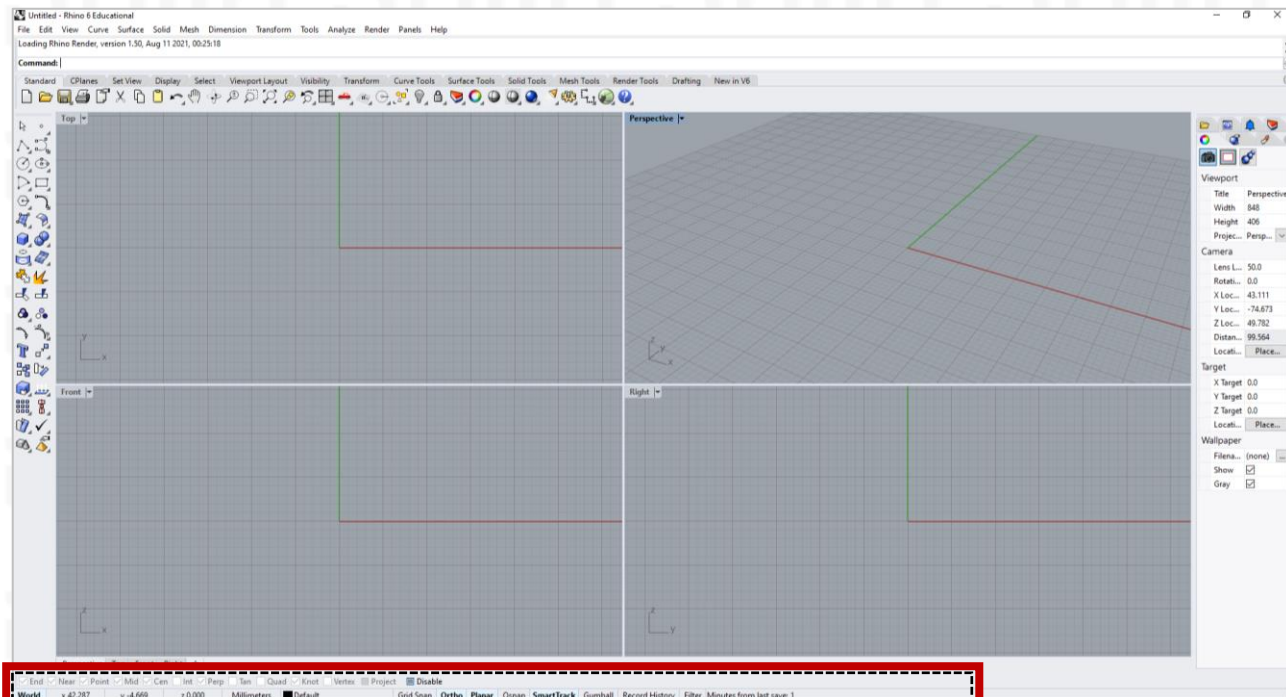 Untitled - Rhino 6 Educational
File Edit View Curve Surface Solid Mesh Dimension Transform Tools Analyze Render Panels Help
Loading Rhino Render, version 1.50, Aug 11 2021, 00:25:18
Command:
Standard CPlanes Set View Display Select Viewport Layout Visibility Transform Curve Tools Surface Tools Solid Tools Mesh Tools Render Tools Drafting New in V6
Top
y
x
Perspective
z
y
x
Front
z
x
Right
z
y
Viewport
Title Perspective
Width 848
Height 406
Projec... Persp...
Camera
Lens L... 50.0
Rotati... 0.0
X Loc... 43.111
Y Loc... -74.673
Z Loc... 49.782
Distan... 99.564
Locati... Place...
Target
X Target 0.0
Y Target 0.0
Z Target 0.0
Locati... Place...
Wallpaper
Filena... (none) ...
Show
Gray
End Near Point Mid Cen Int Perp Tan Quad Knot Vertex Project Disable
World x 42.287 y -4.669 z 0.000 Millimeters Default Grid Snap Ortho Planar Osnap SmartTrack Gumball Record History Filter Minutes from last save: 1